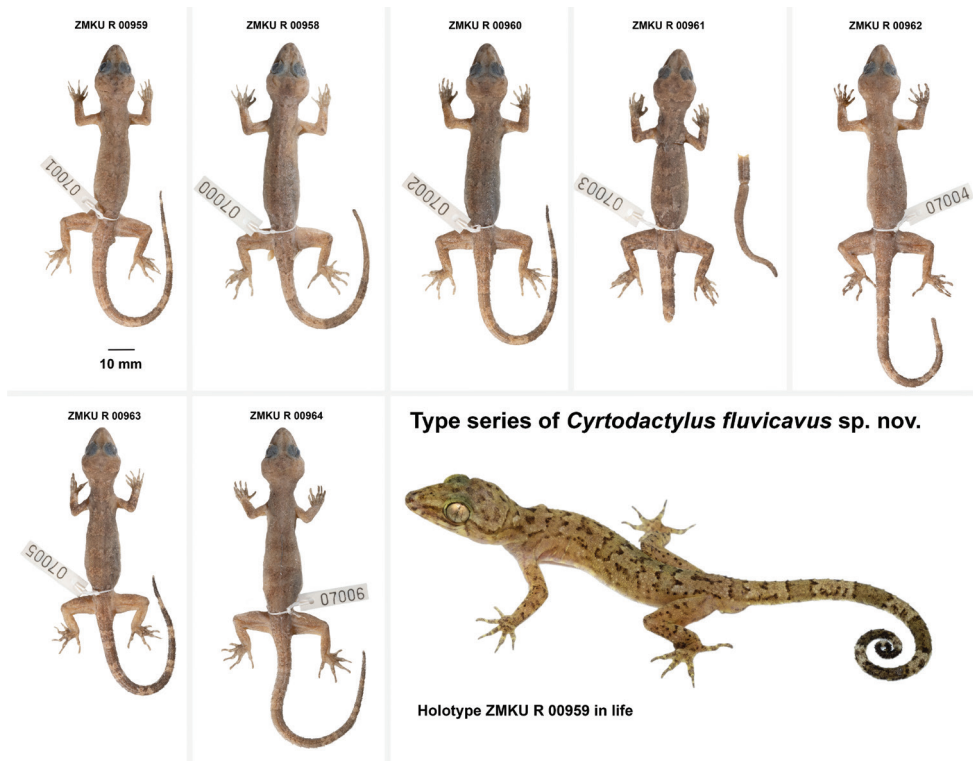 ZMKU R 00959
ZMKU R 00958
ZMKU R 00960
ZMKU R 00961
ZMKU R 00962
07001
07000
07002
07003
07004
10 mm
ZMKU R 00963
ZMKU R 00964
Type series of Cyrtodactylus fluvicavus sp. nov.
07005
07006
Holotype ZMKU R 00959 in life